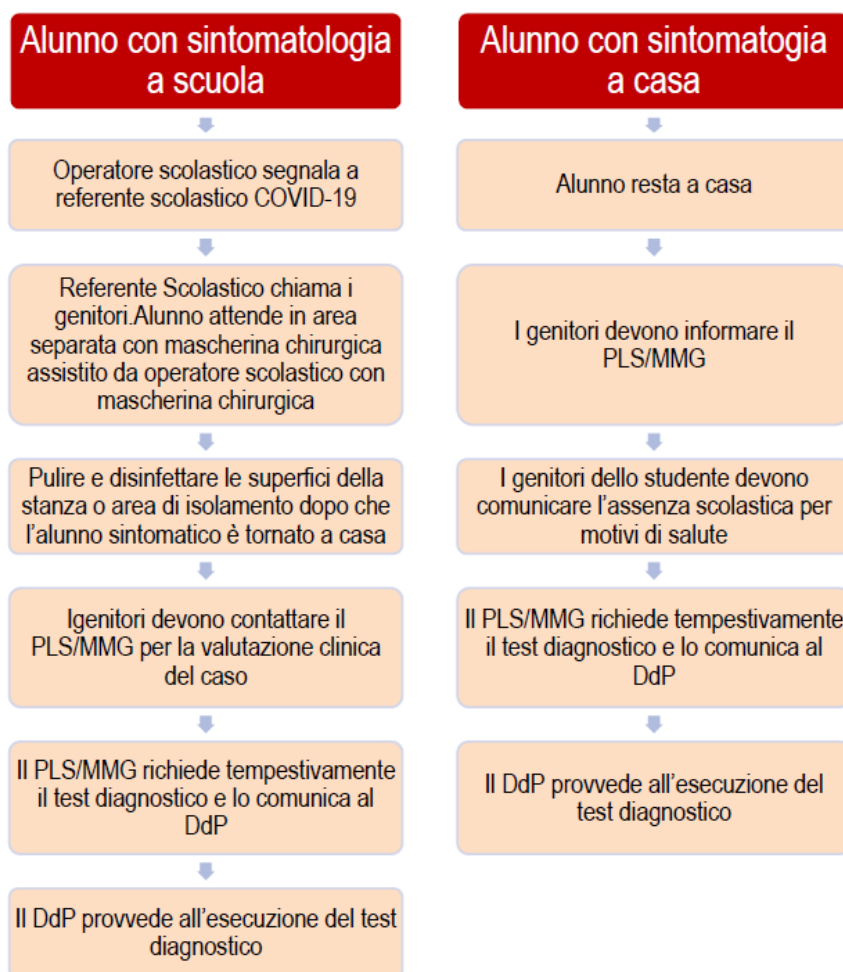 Alunno con sintomatologia
a scuola
Operatore scolastico segnala a
referente scolastico COVID-19
Referente Scolastico chiama i
genitori.Alunno attende in area
separata con mascherina chirurgica
assistito da operatore scolastico con
mascherina chirurgica
Pulire e disinfettare le superfici della
stanza o area di isolamento dopo che
l’alunno sintomatico è tornato a casa
Igenitori devono contattare il
PLS/MMG per la valutazione clinica
del caso
Il PLS/MMG richiede tempestivamente
il test diagnostico e lo comunica al
DdP
Il DdP provvede all’esecuzione del test
diagnostico
Alunno con sintomatogia
a casa
Alunno resta a casa
I genitori devono informare il
PLS/MMG
I genitori dello studente devono
comunicare l’assenza scolastica per
motivi di salute
Il PLS/MMG richiede tempestivamente
il test diagnostico e lo comunica al
DdP
Il DdP provvede all’esecuzione del
test diagnostico